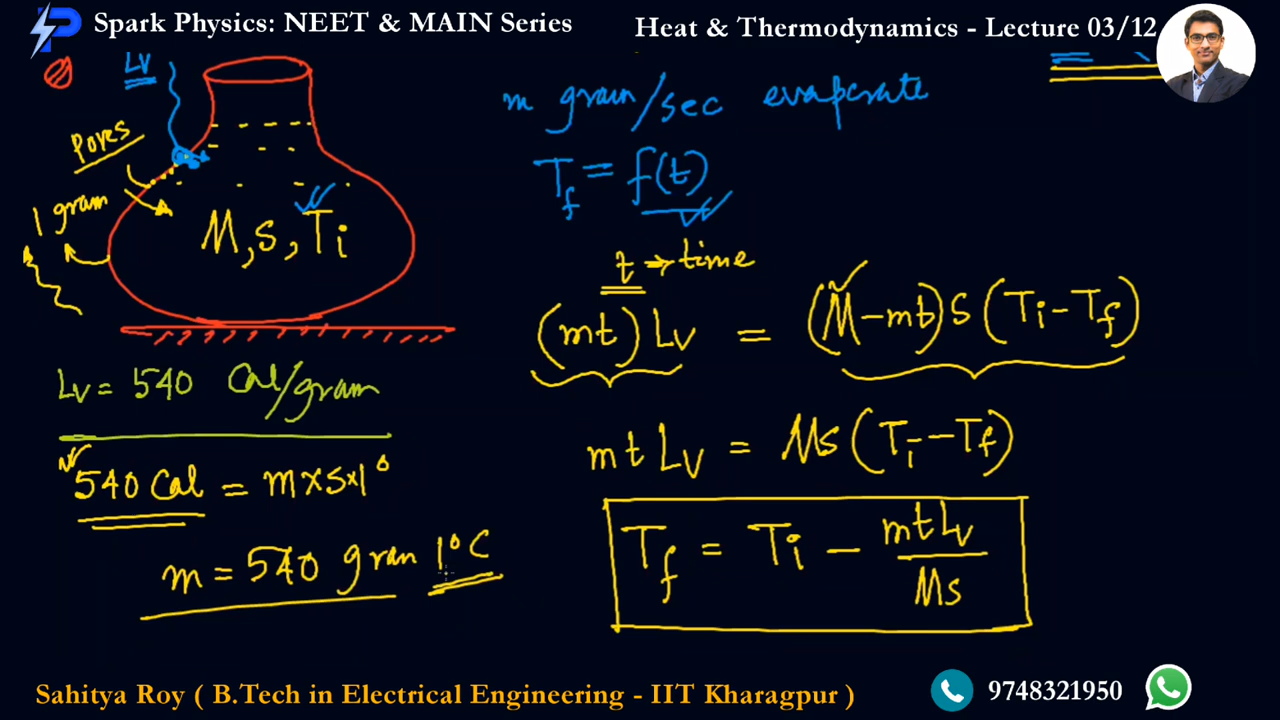 Spark Physics: NEET & MAIN Series
Heat & Thermodynamics - Lecture 03/12
Lv
m gram/sec evaporate
Pores
Tf = f(t)
1 gram
M, s, Ti
t → time
(mt) Lv = (M - mt) S (Ti - Tf)
Lv = 540 Cal/gram
mt Lv = Ms (Ti - Tf)
540 Cal = m×s×1°
Tf = Ti - mtLv/Ms
m = 540 gran 1°C
Sahitya Roy ( B.Tech in Electrical Engineering - IIT Kharagpur )
9748321950